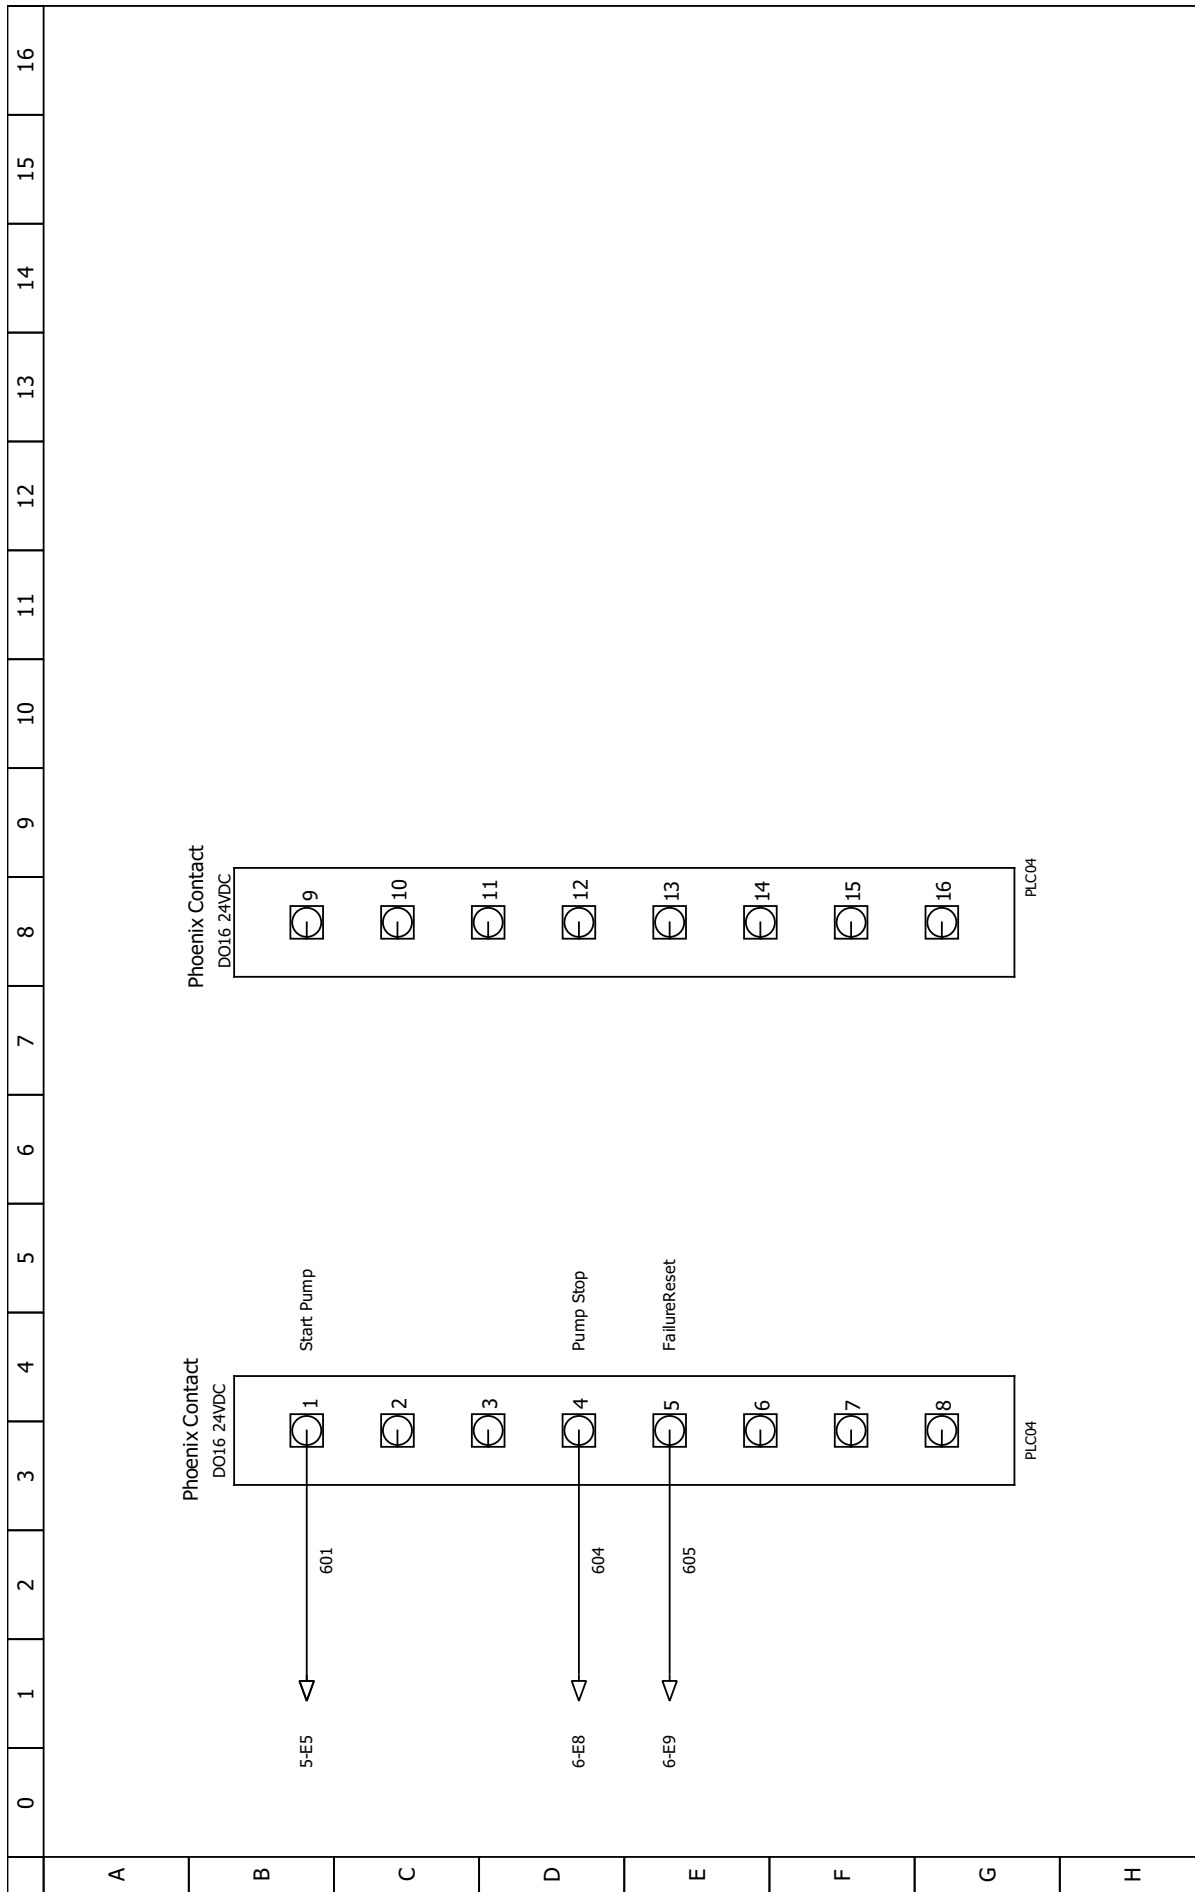 0 1 2 3 4 5 6 7 8 9 10 11 12 13 14 15 16
A
B
C
D
E
F
G
H
Phoenix Contact
DO16 24VDC
5-E5 601 1 Start Pump
2
3
6-E8 604 4 Pump Stop
6-E9 605 5 FailureReset
6
7
8
PLC04
Phoenix Contact
DO16 24VDC
9
10
11
12
13
14
15
16
PLC04